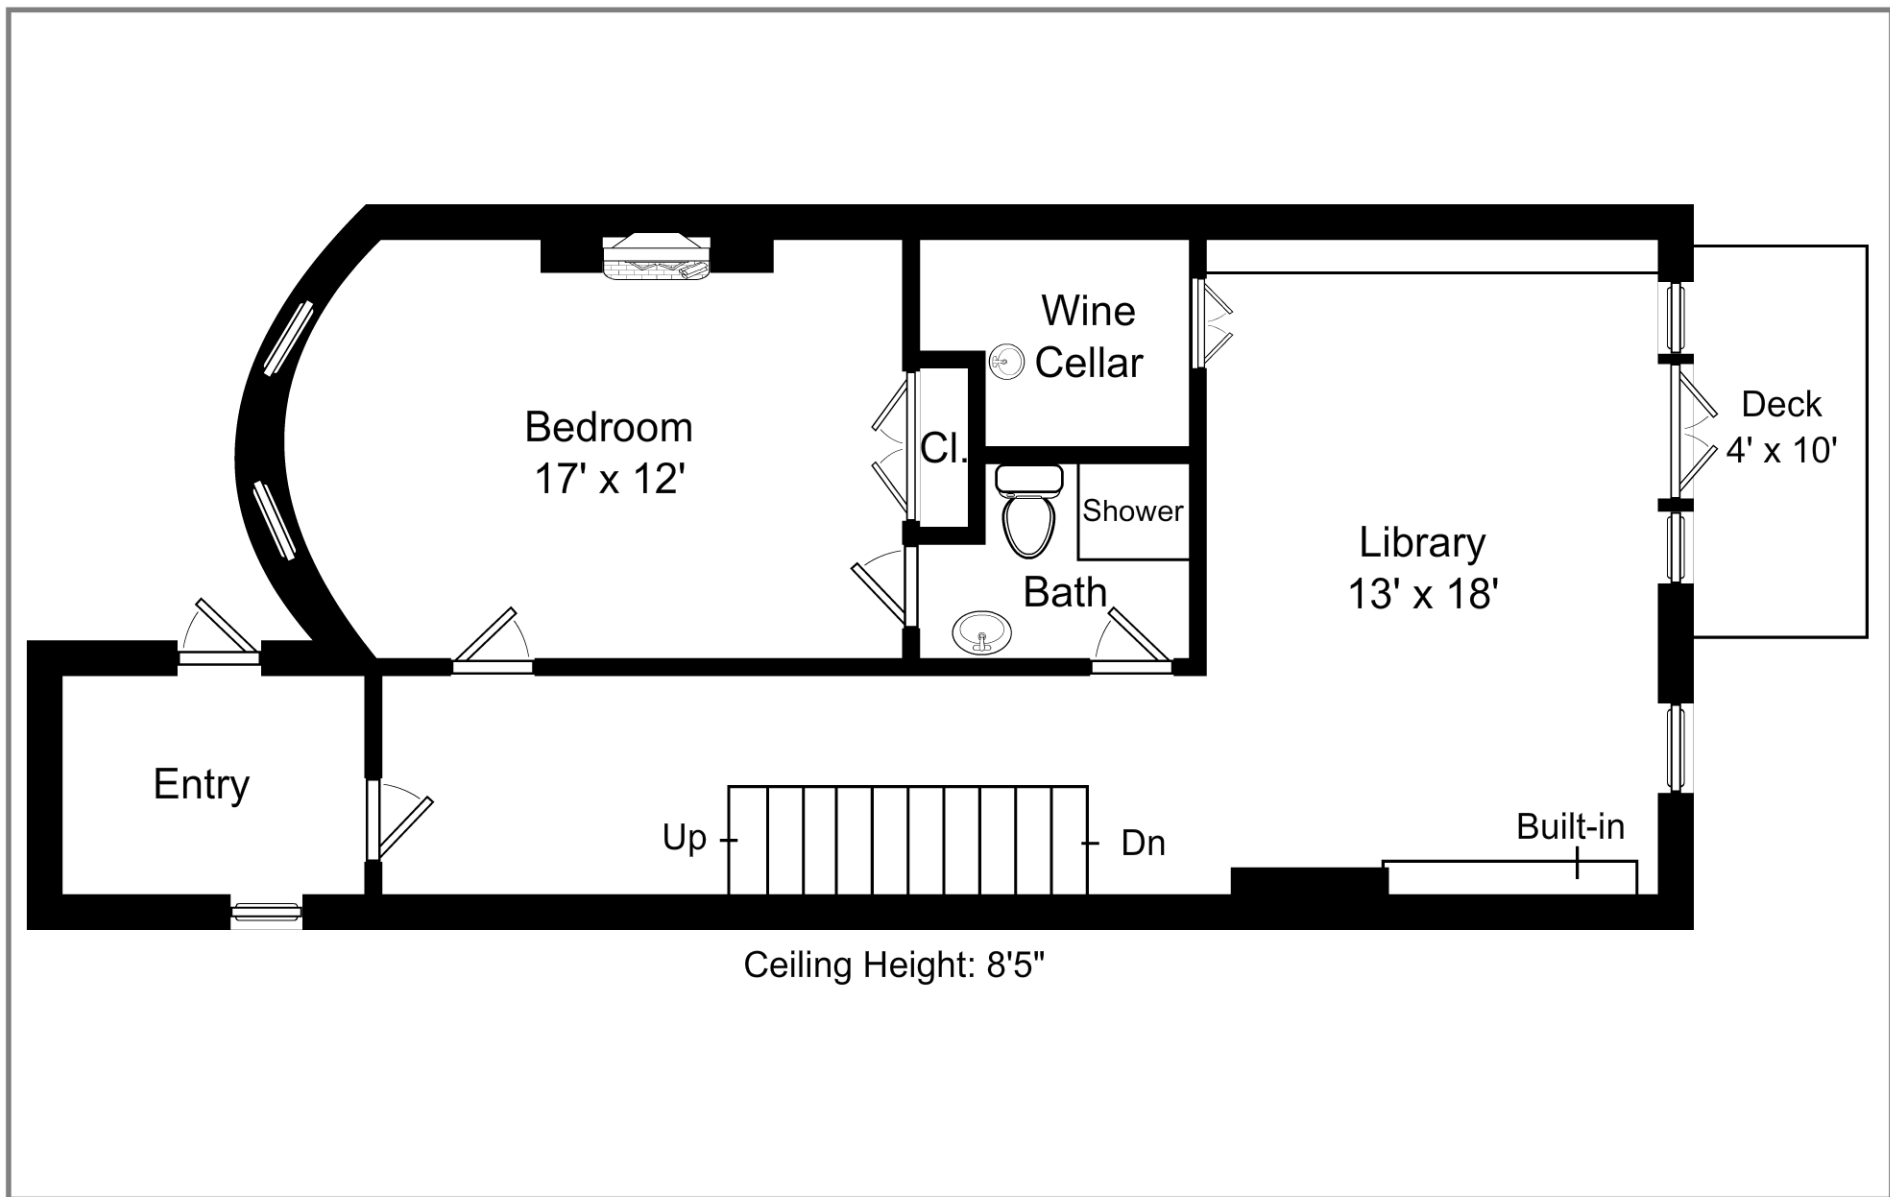 Wine
Cellar
Bedroom
17' x 12'
Cl.
Deck
4' x 10'
Shower
Library
13' x 18'
Bath
Entry
Up
Dn
Built-in
Ceiling Height: 8'5"